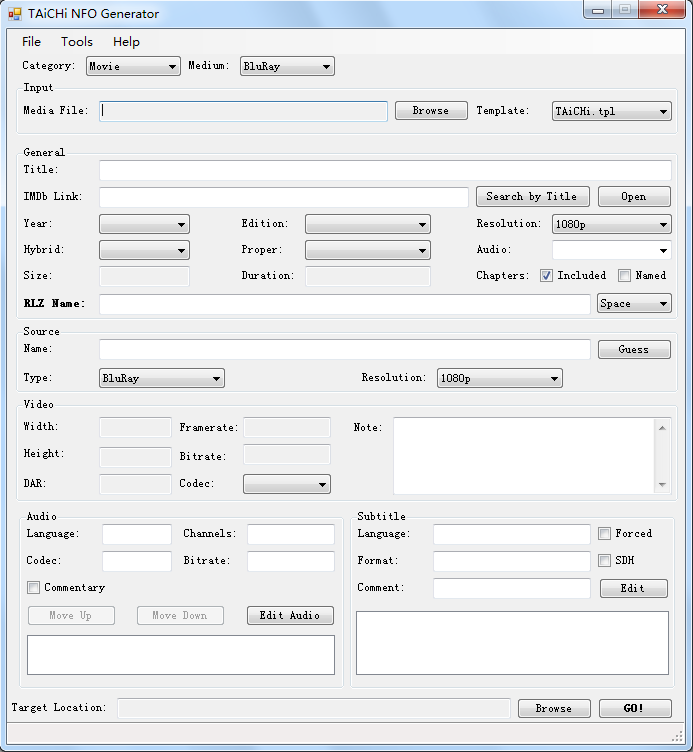 TAiCHi NFO Generator
File Tools Help
Category: Movie Medium: BluRay
Input
Media File: Browse Template: TAiCHi.tpl
General
Title:
IMDb Link: Search by Title Open
Year: Edition: Resolution: 1080p
Hybrid: Proper: Audio:
Size: Duration: Chapters: Included Named
RLZ Name: Space
Source
Name: Guess
Type: BluRay Resolution: 1080p
Video
Width: Framerate: Note:
Height: Bitrate:
DAR: Codec:
Audio Subtitle
Language: Channels: Language: Forced
Codec: Bitrate: Format: SDH
Commentary Comment: Edit
Move Up Move Down Edit Audio
Target Location: Browse GO!